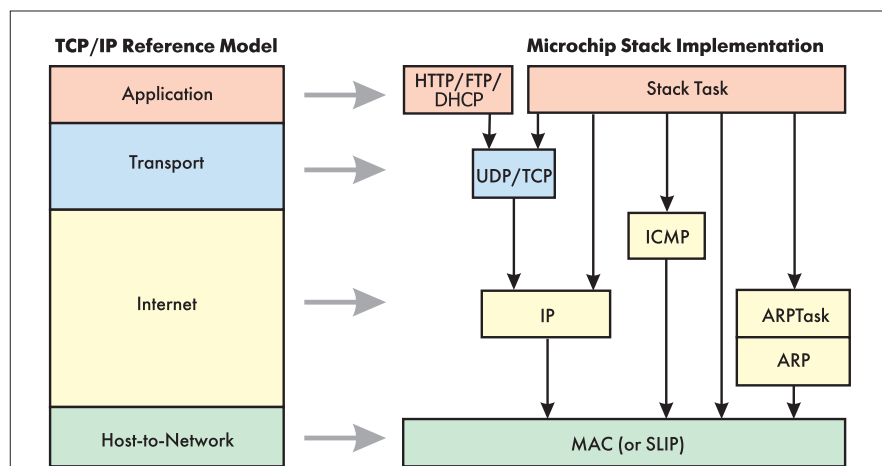 TCP/IP Reference Model
Microchip Stack Implementation
Application
HTTP/FTP/
DHCP
Stack Task
Transport
UDP/TCP
ICMP
Internet
IP
ARPTask
ARP
Host-to-Network
MAC (or SLIP)